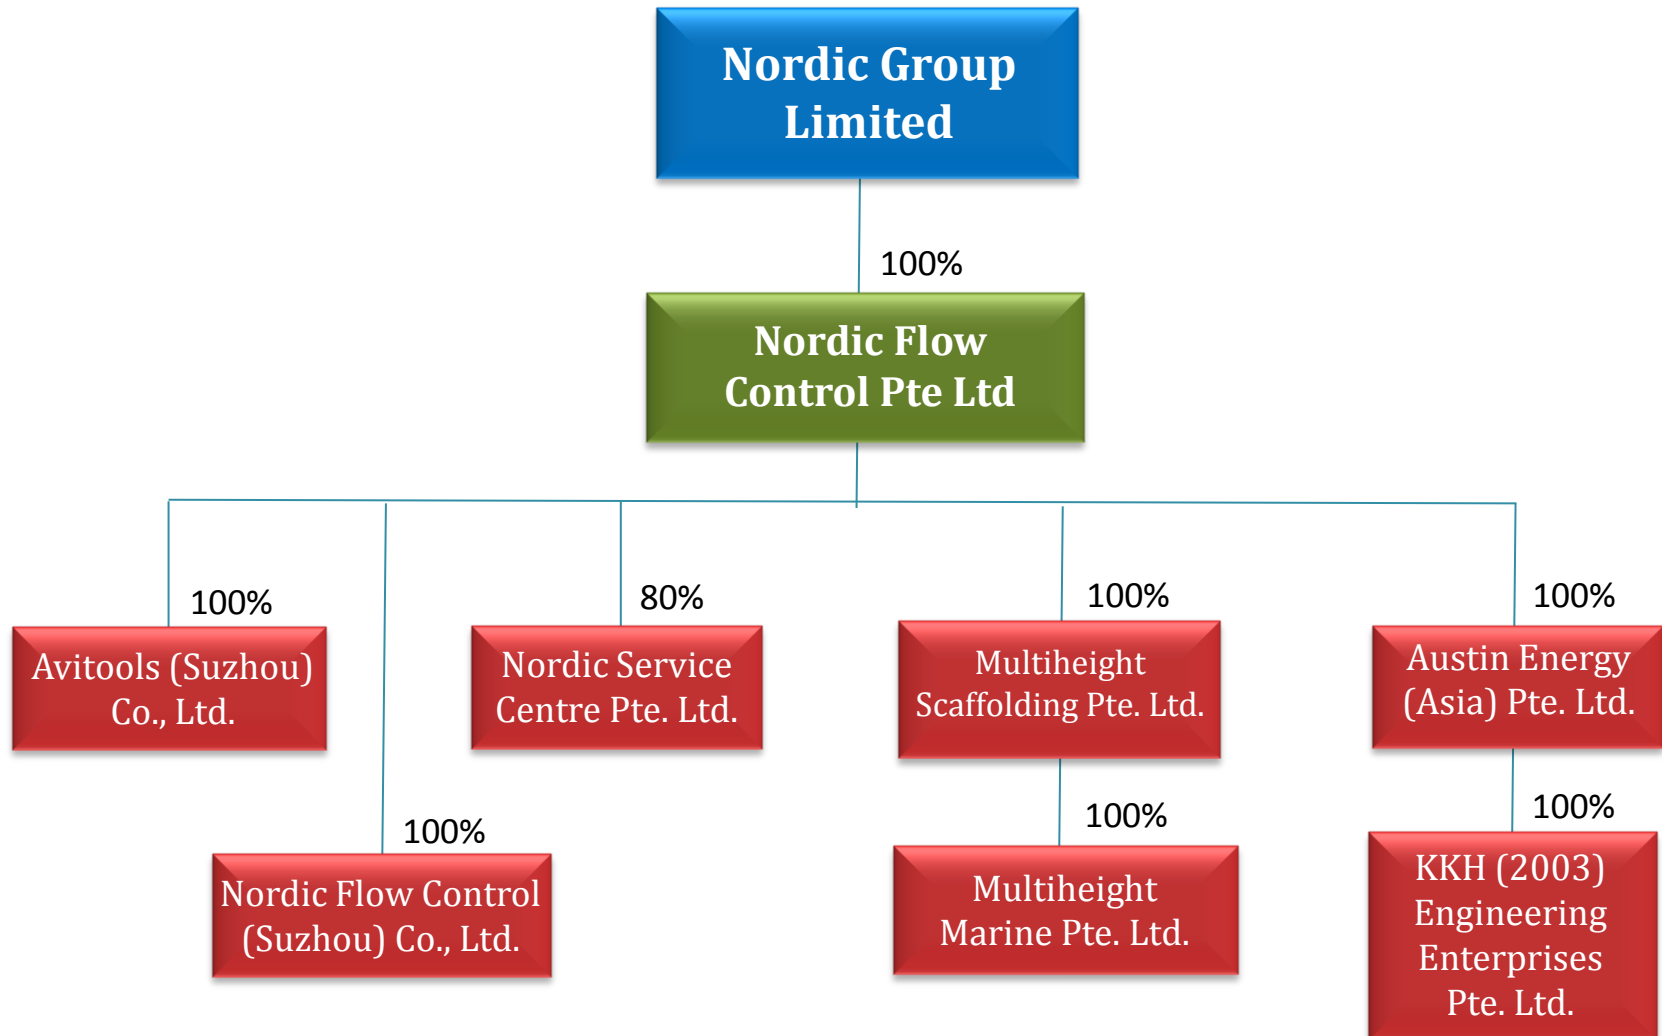 Nordic Group
Limited
100%
Nordic Flow
Control Pte Ltd
100%
Avitools (Suzhou)
Co., Ltd.
80%
Nordic Service
Centre Pte. Ltd.
100%
Multiheight
Scaffolding Pte. Ltd.
100%
Austin Energy
(Asia) Pte. Ltd.
100%
Nordic Flow Control
(Suzhou) Co., Ltd.
100%
Multiheight
Marine Pte. Ltd.
100%
KKH (2003)
Engineering
Enterprises
Pte. Ltd.